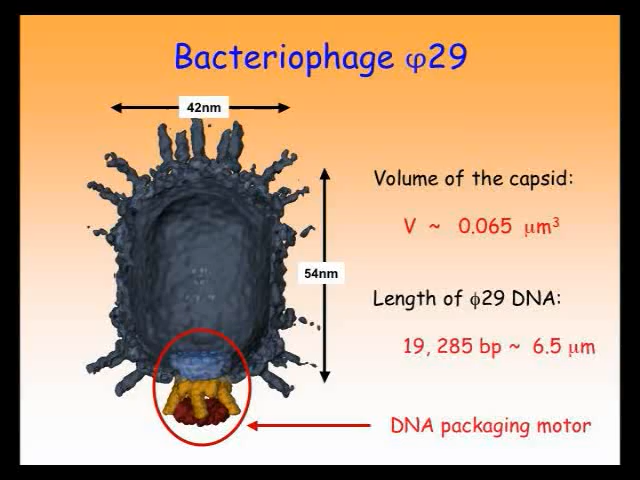 Bacteriophage φ29
42nm
Volume of the capsid:
V ~ 0.065 μm³
54nm
Length of ϕ29 DNA:
19, 285 bp ~ 6.5 μm
DNA packaging motor